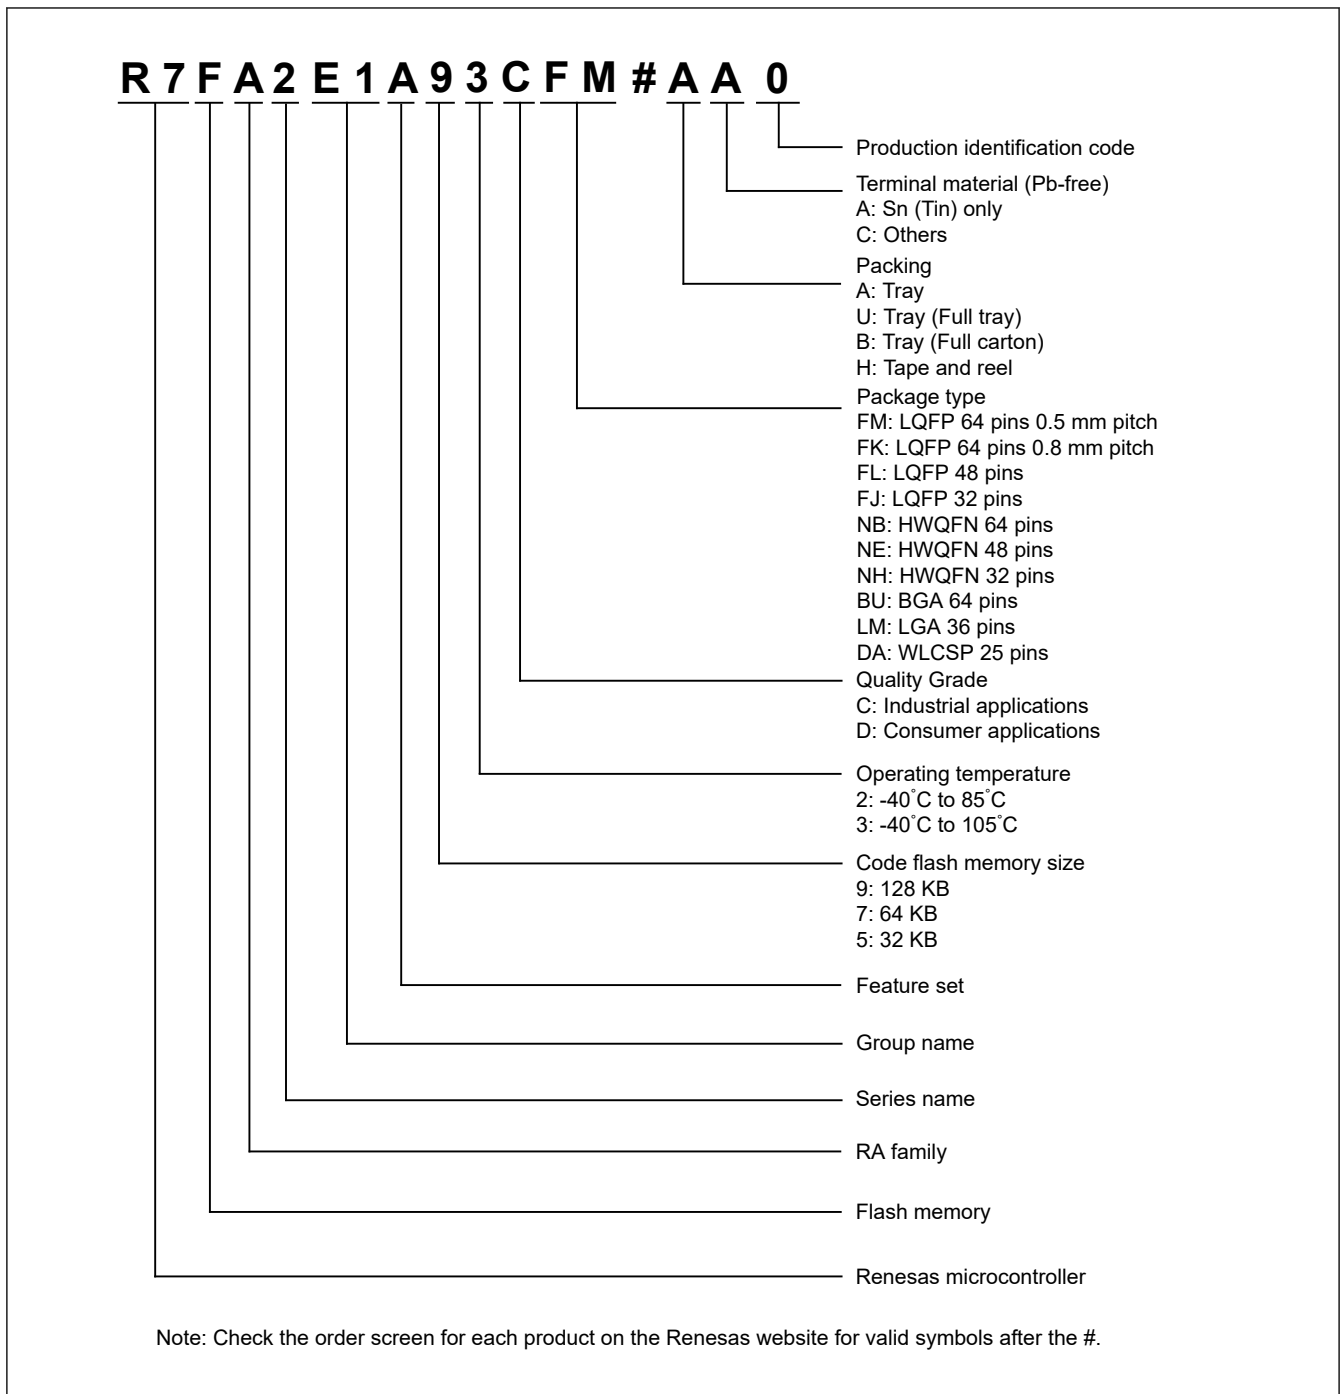 R7FA2E1A93CFM#AA0
Production identification code
Terminal material (Pb-free)
A: Sn (Tin) only
C: Others
Packing
A: Tray
U: Tray (Full tray)
B: Tray (Full carton)
H: Tape and reel
Package type
FM: LQFP 64 pins 0.5 mm pitch
FK: LQFP 64 pins 0.8 mm pitch
FL: LQFP 48 pins
FJ: LQFP 32 pins
NB: HWQFN 64 pins
NE: HWQFN 48 pins
NH: HWQFN 32 pins
BU: BGA 64 pins
LM: LGA 36 pins
DA: WLCSP 25 pins
Quality Grade
C: Industrial applications
D: Consumer applications
Operating temperature
2: -40°C to 85°C
3: -40°C to 105°C
Code flash memory size
9: 128 KB
7: 64 KB
5: 32 KB
Feature set
Group name
Series name
RA family
Flash memory
Renesas microcontroller
Note: Check the order screen for each product on the Renesas website for valid symbols after the #.